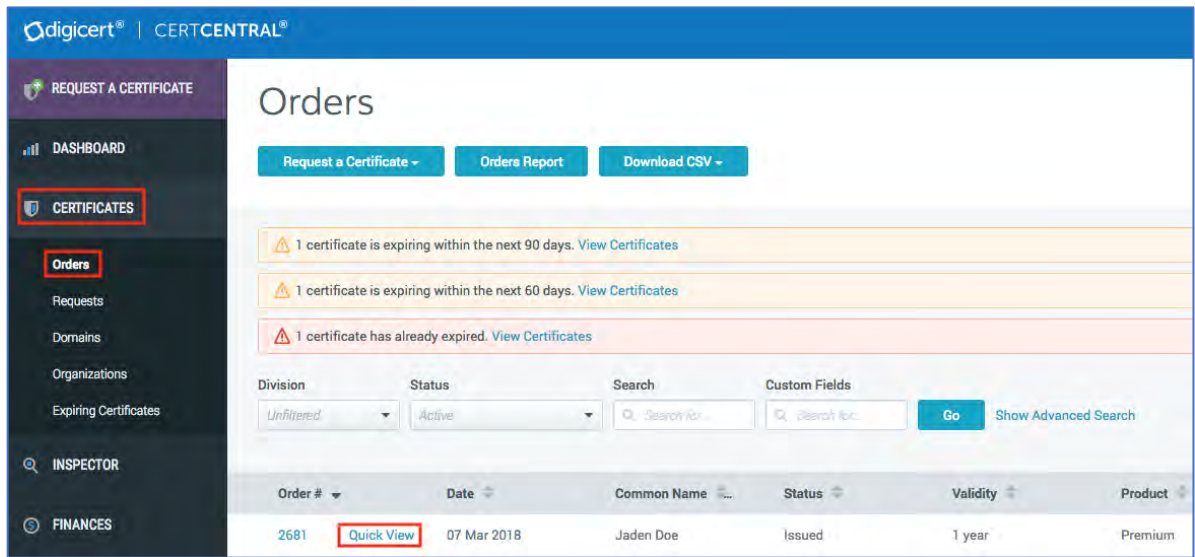 digicert® | CERTCENTRAL®
REQUEST A CERTIFICATE
DASHBOARD
CERTIFICATES
Orders
Requests
Domains
Organizations
Expiring Certificates
INSPECTOR
FINANCES
Orders
Request a Certificate Orders Report Download CSV
1 certificate is expiring within the next 90 days. View Certificates
1 certificate is expiring within the next 60 days. View Certificates
1 certificate has already expired. View Certificates
Division Status Search Custom Fields
Unfiltered Active Search for... Search for... Go Show Advanced Search
Order # Date Common Name ... Status Validity Product
2681 Quick View 07 Mar 2018 Jaden Doe Issued 1 year Premium